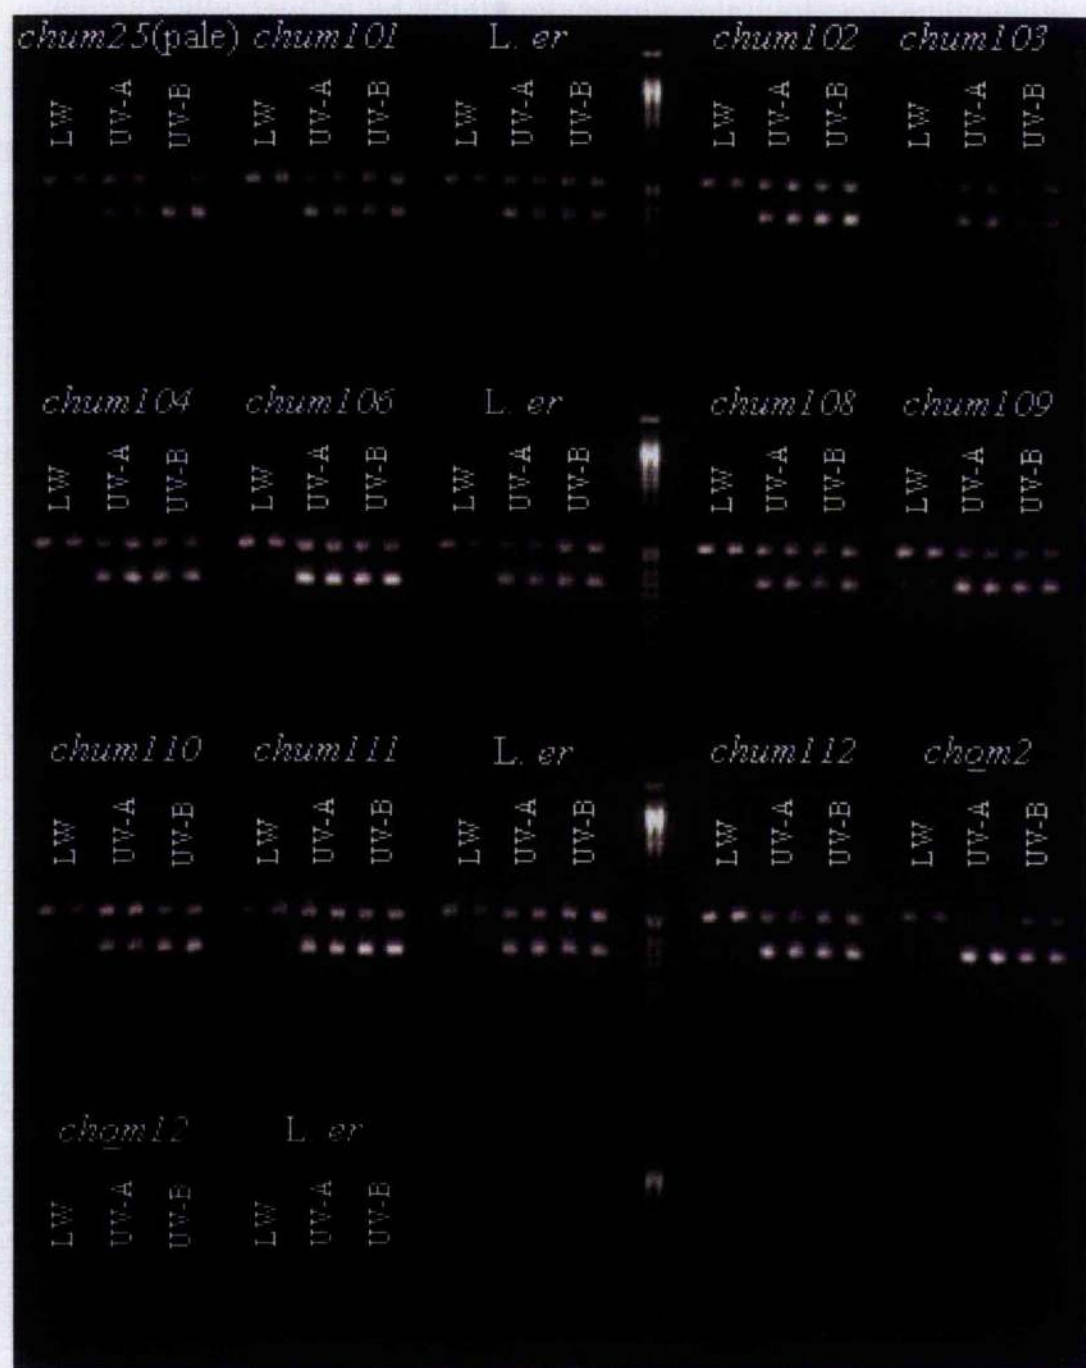 chum25(pale) chum101 L. er chum102 chum103
LW UV-A UV-B LW UV-A UV-B LW UV-A UV-B LW UV-A UV-B LW UV-A UV-B
chum104 chum106 L. er chum108 chum109
LW UV-A UV-B LW UV-A UV-B LW UV-A UV-B LW UV-A UV-B LW UV-A UV-B
chum110 chum111 L. er chum112 chom2
LW UV-A UV-B LW UV-A UV-B LW UV-A UV-B LW UV-A UV-B LW UV-A UV-B
chom12 L. er
LW UV-A UV-B LW UV-A UV-B